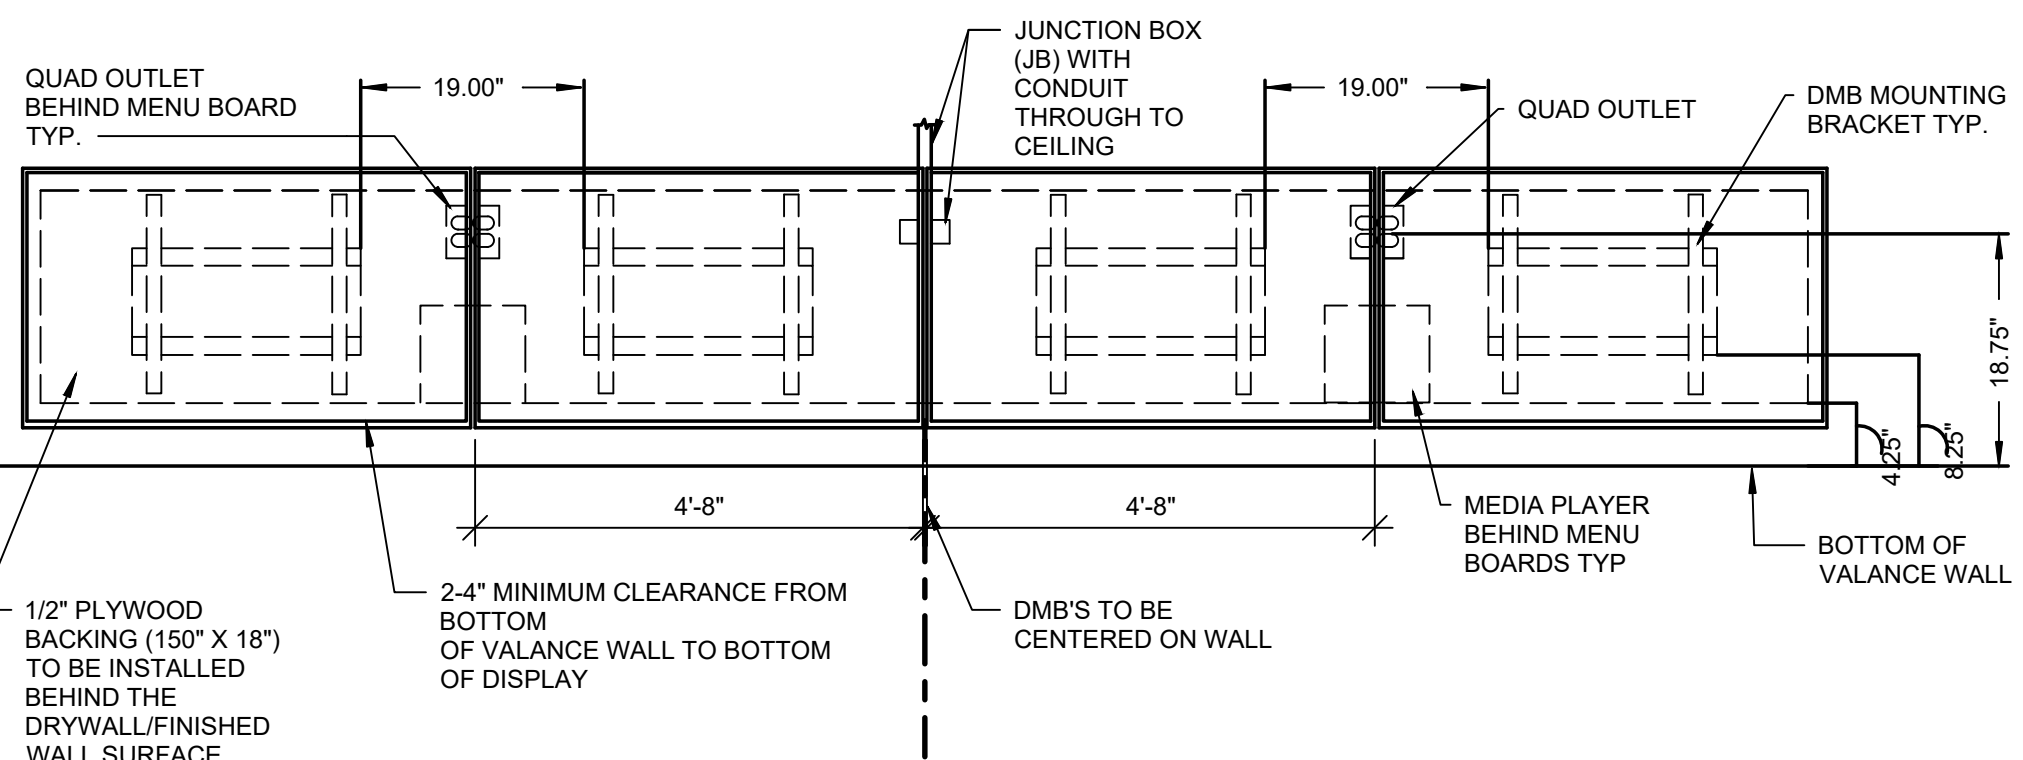 QUAD OUTLET
BEHIND MENU BOARD
TYP.
19.00"
JUNCTION BOX
(JB) WITH
CONDUIT
THROUGH TO
CEILING
19.00"
QUAD OUTLET
DMB MOUNTING
BRACKET TYP.
18.75"
4.25"
8.25"
4'-8"
4'-8"
MEDIA PLAYER
BEHIND MENU
BOARDS TYP
BOTTOM OF
VALANCE WALL
1/2" PLYWOOD
BACKING (150" X 18")
TO BE INSTALLED
BEHIND THE
DRYWALL/FINISHED
WALL SURFACE
2-4" MINIMUM CLEARANCE FROM
BOTTOM
OF VALANCE WALL TO BOTTOM
OF DISPLAY
DMB'S TO BE
CENTERED ON WALL